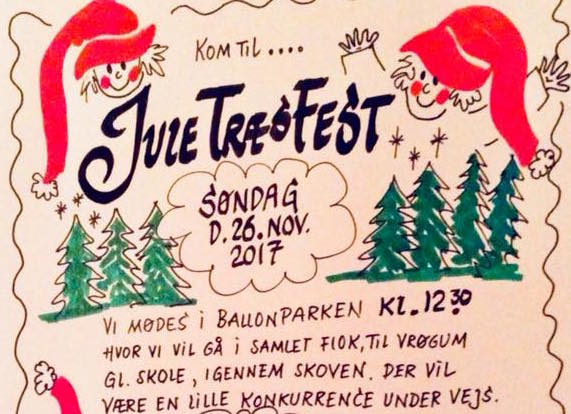 KOM TIL ....
JULETRÆSFEST
SØNDAG
D. 26. NOV.
2017
VI MØDES i BALLONPARKEN KL. 12 30
HVOR VI VIL GÅ i SAMLET FLOK, TIL VRØGUM
GL. SKOLE, IGENNEM SKOVEN. DER VIL
VÆRE EN LILLE KONKURRENCE UNDER VEJS.